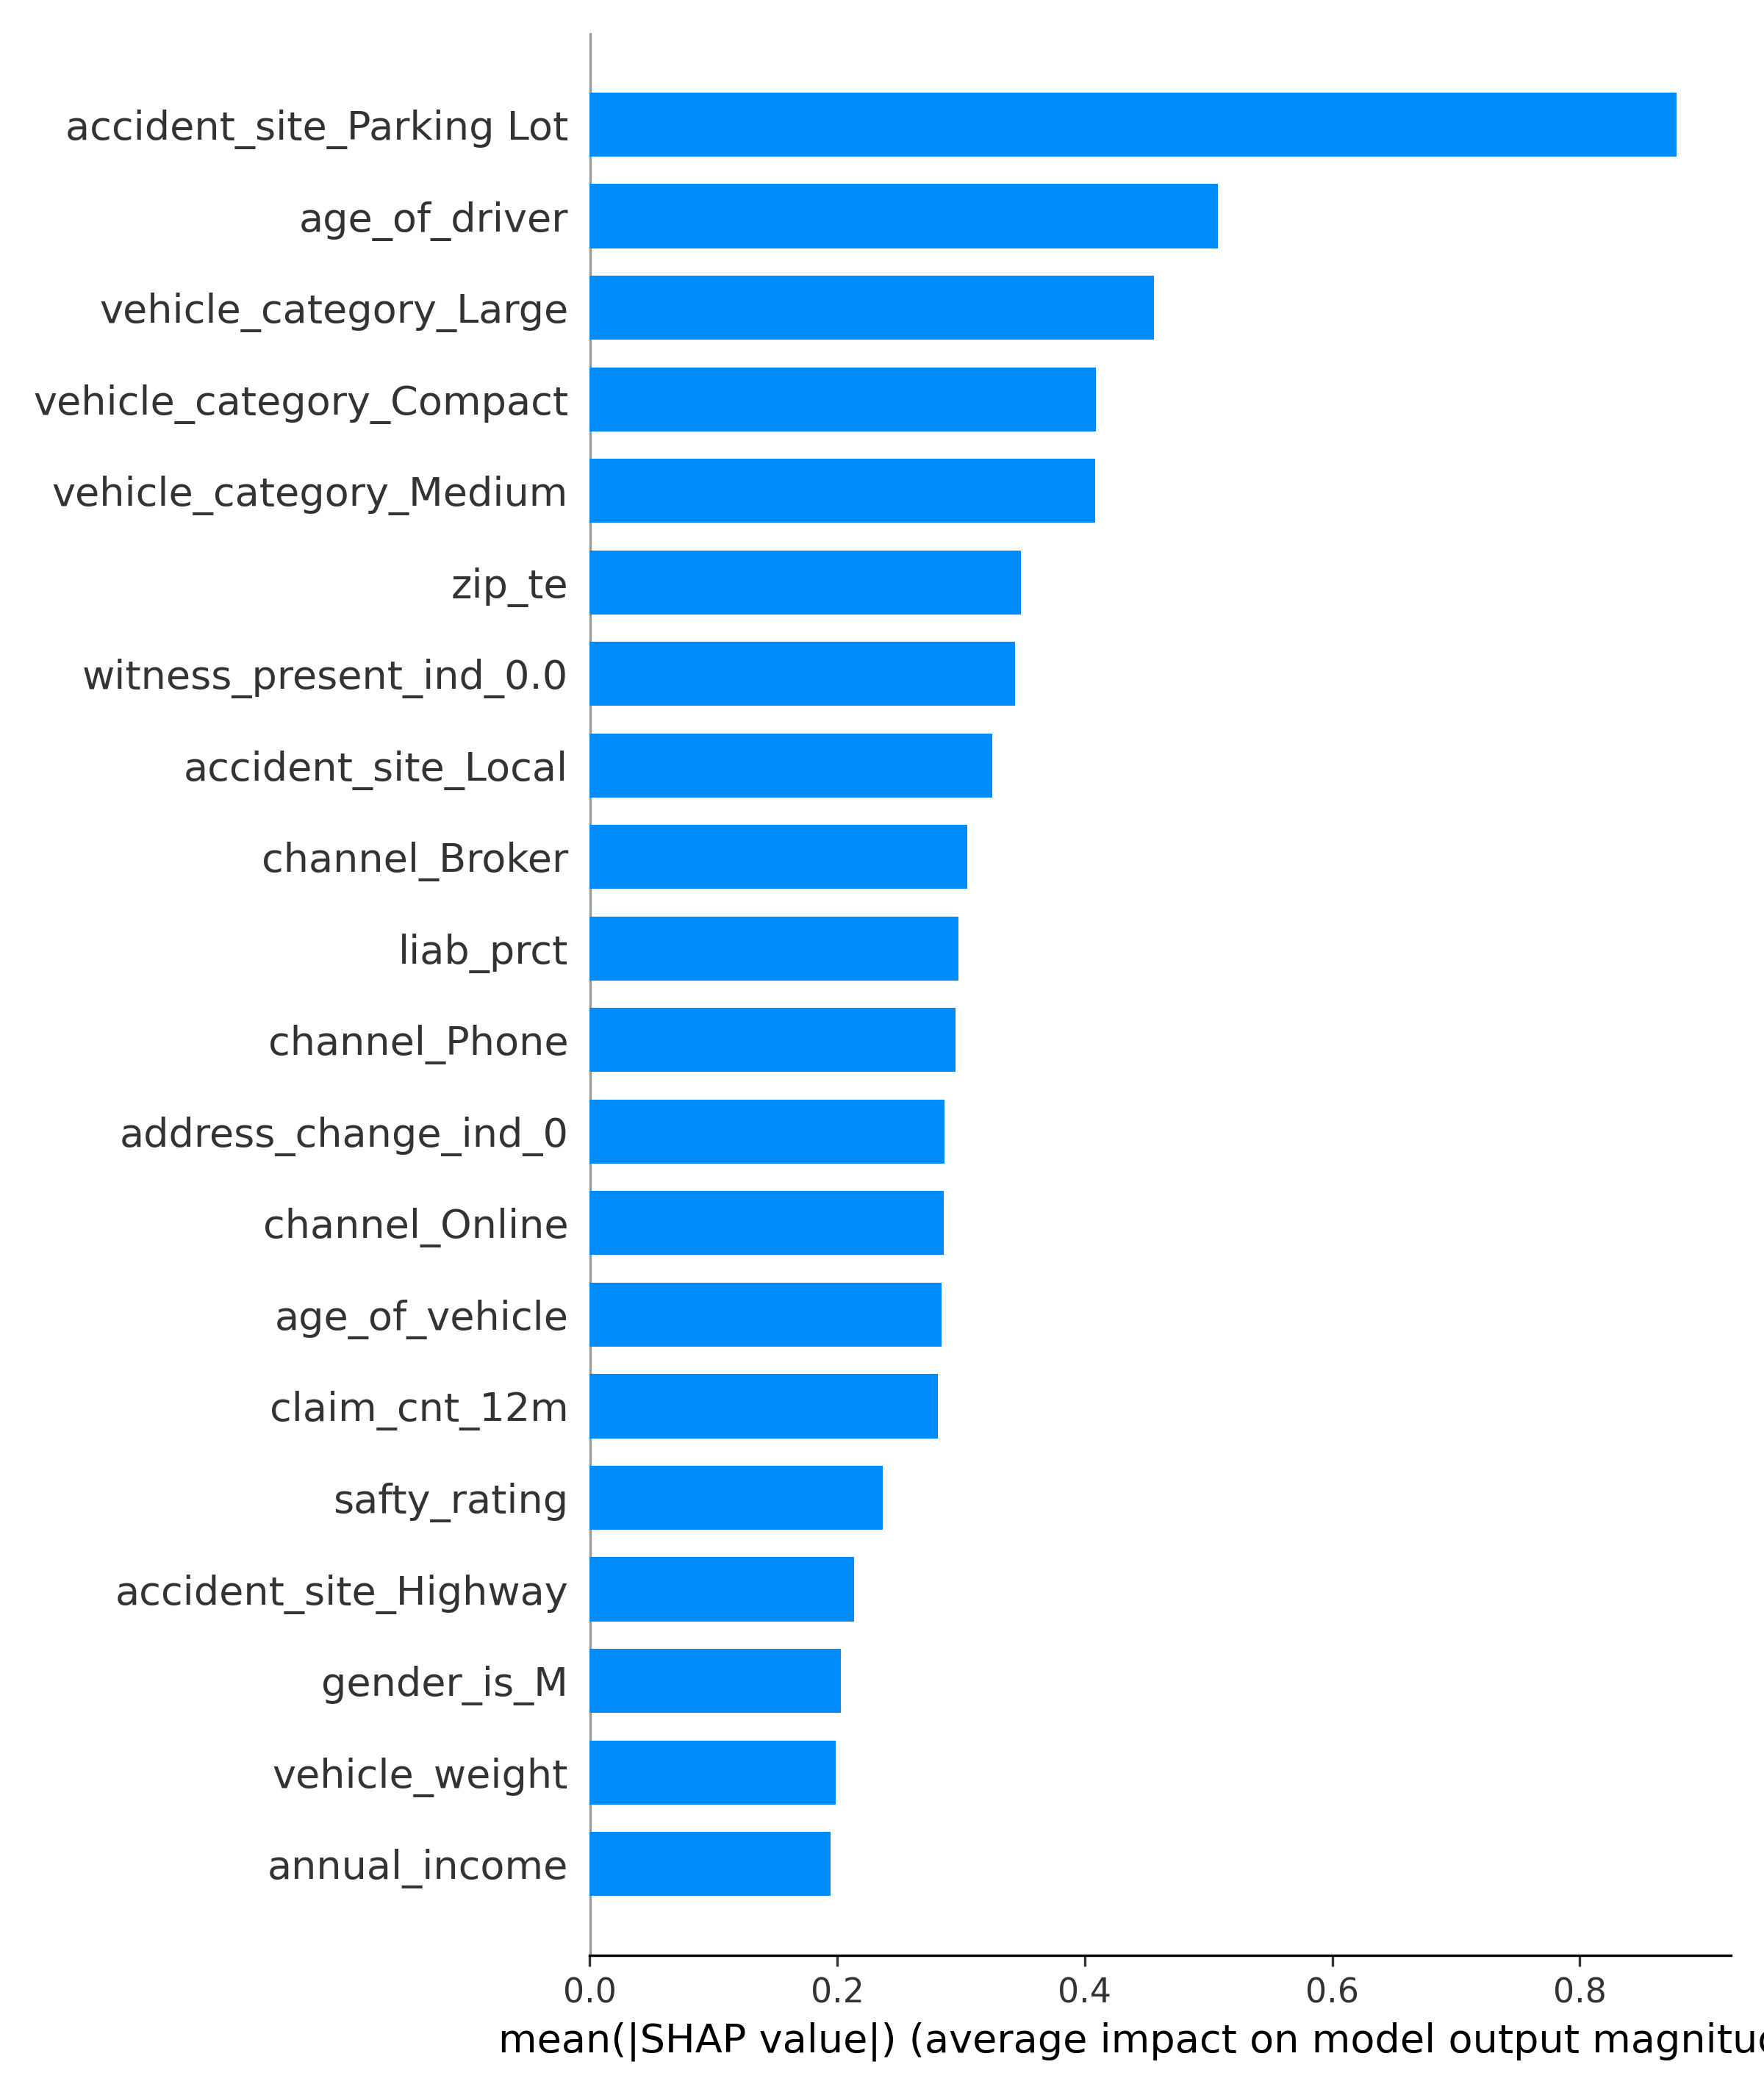 accident_site_Parking Lot
age_of_driver
vehicle_category_Large
vehicle_category_Compact
vehicle_category_Medium
zip_te
witness_present_ind_0.0
accident_site_Local
channel_Broker
liab_prct
channel_Phone
address_change_ind_0
channel_Online
age_of_vehicle
claim_cnt_12m
safty_rating
accident_site_Highway
gender_is_M
vehicle_weight
annual_income
0.0 0.2 0.4 0.6 0.8
mean(|SHAP value|) (average impact on model output